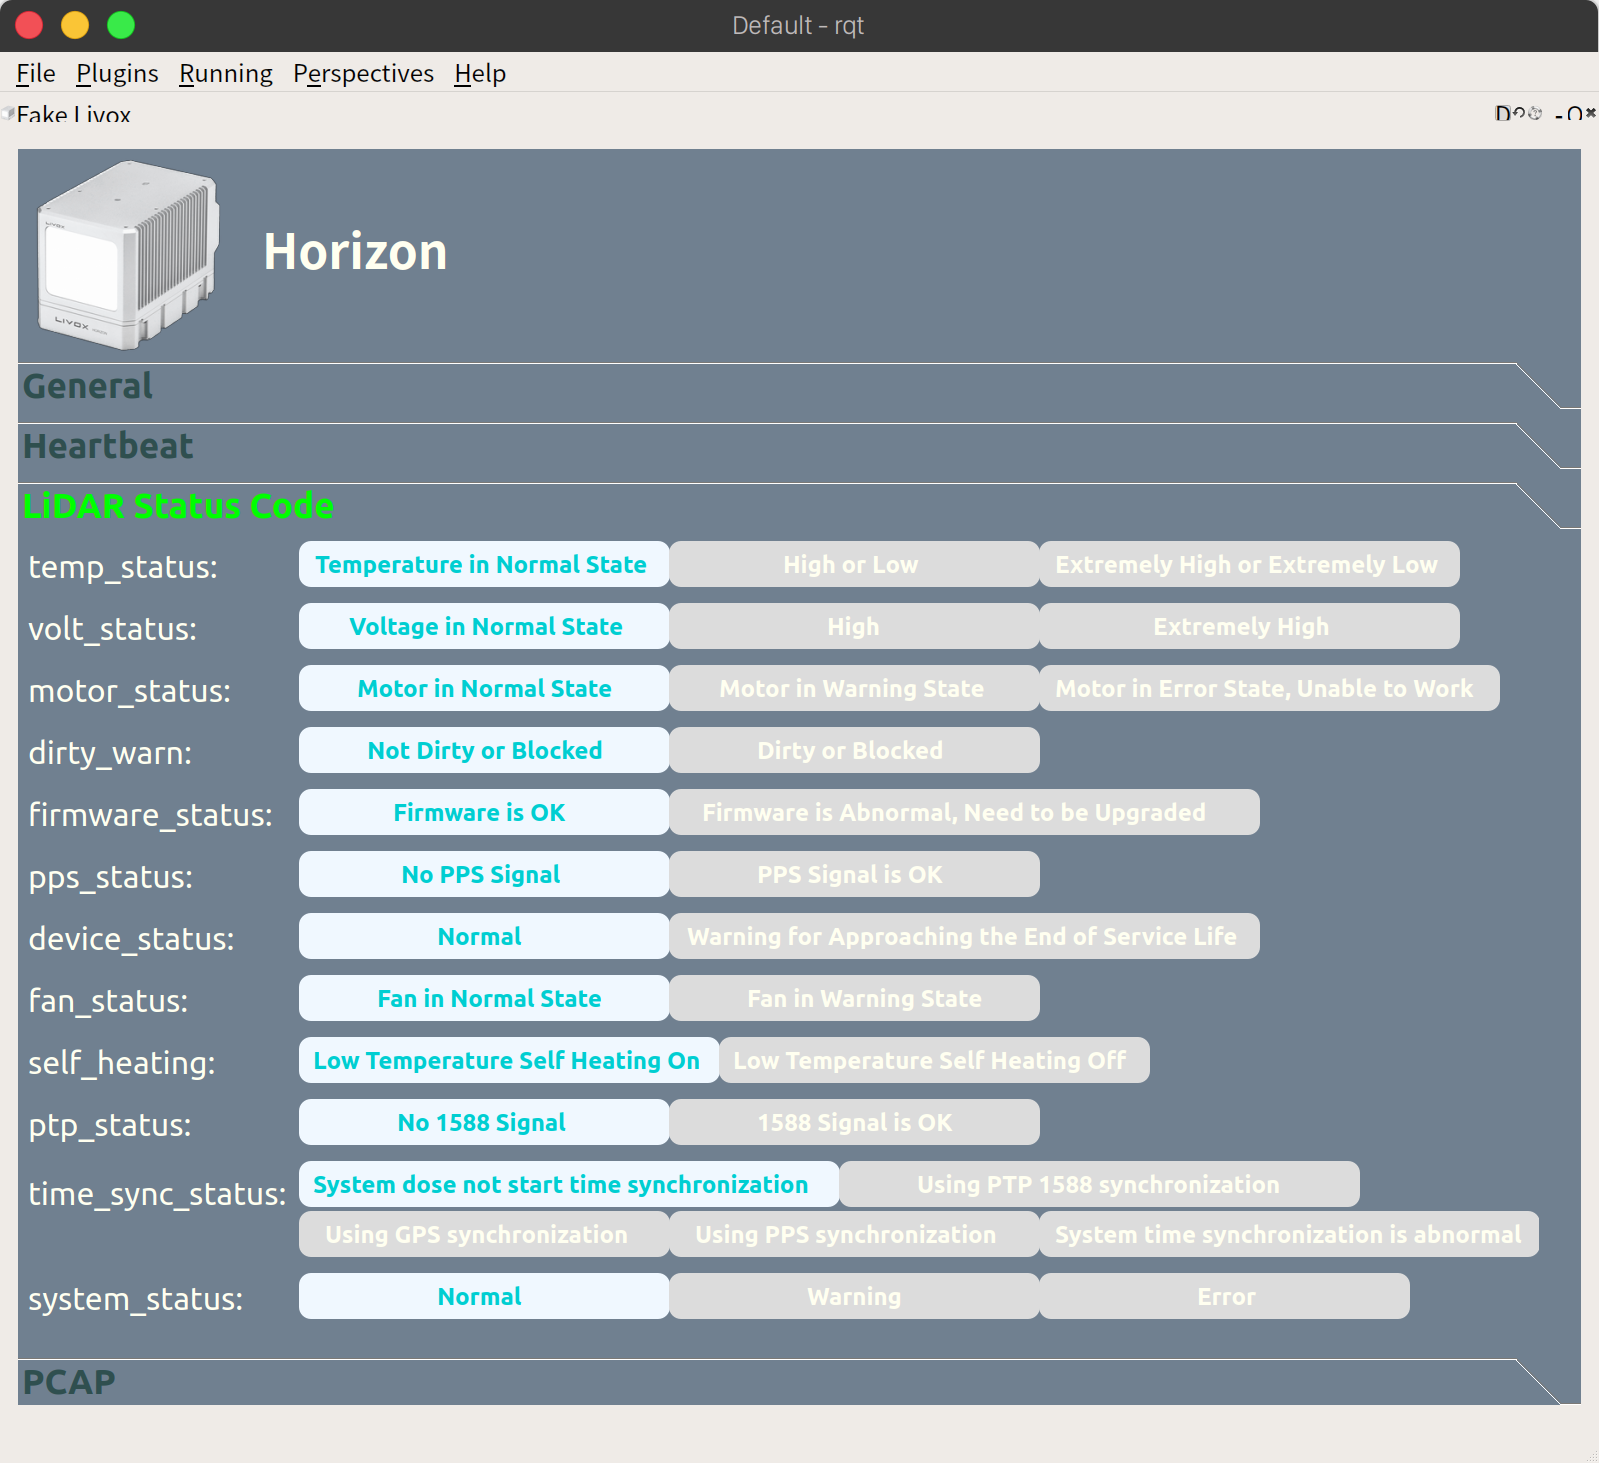 Default - rqt
File Plugins Running Perspectives Help
Fake Livox
D - O
LIVOX
Horizon
LIVOX
General
Heartbeat
LiDAR Status Code
temp_status: Temperature in Normal State High or Low Extremely High or Extremely Low
volt_status: Voltage in Normal State High Extremely High
motor_status: Motor in Normal State Motor in Warning State Motor in Error State, Unable to Work
dirty_warn: Not Dirty or Blocked Dirty or Blocked
firmware_status: Firmware is OK Firmware is Abnormal, Need to be Upgraded
pps_status: No PPS Signal PPS Signal is OK
device_status: Normal Warning for Approaching the End of Service Life
fan_status: Fan in Normal State Fan in Warning State
self_heating: Low Temperature Self Heating On Low Temperature Self Heating Off
ptp_status: No 1588 Signal 1588 Signal is OK
time_sync_status: System dose not start time synchronization Using PTP 1588 synchronization
Using GPS synchronization Using PPS synchronization System time synchronization is abnormal
system_status: Normal Warning Error
PCAP